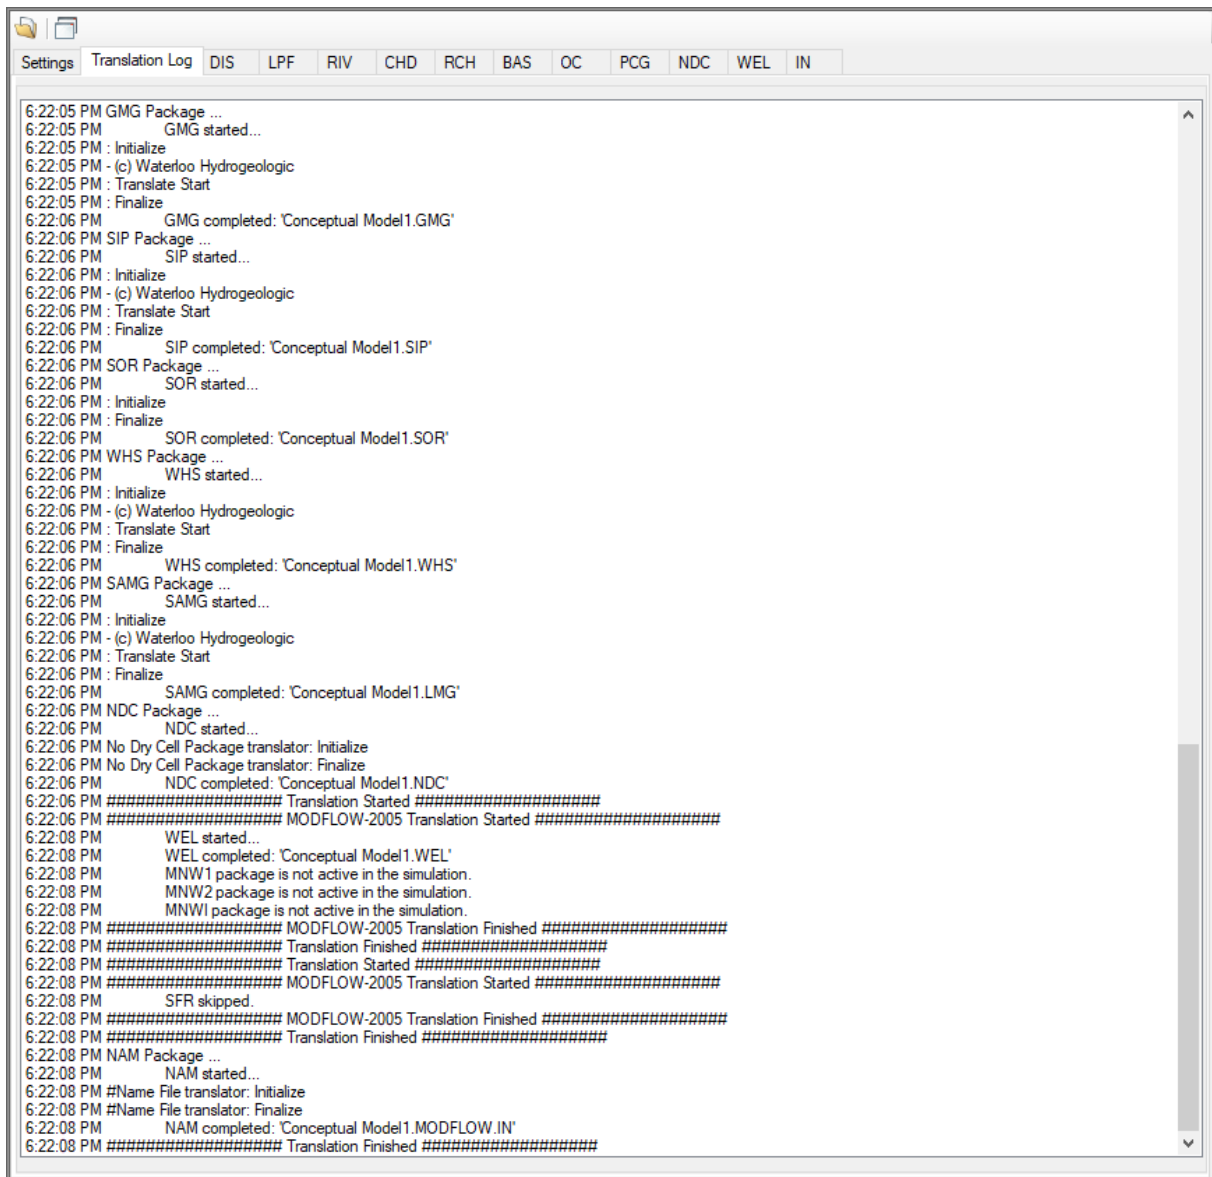 Settings Translation Log DIS LPF RIV CHD RCH BAS OC PCG NDC WEL IN
6:22:05 PM GMG Package ...
6:22:05 PM GMG started...
6:22:05 PM : Initialize
6:22:05 PM - (c) Waterloo Hydrogeologic
6:22:05 PM : Translate Start
6:22:05 PM : Finalize
6:22:06 PM GMG completed: 'Conceptual Model1.GMG'
6:22:06 PM SIP Package ...
6:22:06 PM SIP started...
6:22:06 PM : Initialize
6:22:06 PM - (c) Waterloo Hydrogeologic
6:22:06 PM : Translate Start
6:22:06 PM : Finalize
6:22:06 PM SIP completed: 'Conceptual Model1.SIP'
6:22:06 PM SOR Package ...
6:22:06 PM SOR started...
6:22:06 PM : Initialize
6:22:06 PM : Finalize
6:22:06 PM SOR completed: 'Conceptual Model1.SOR'
6:22:06 PM WHS Package ...
6:22:06 PM WHS started...
6:22:06 PM : Initialize
6:22:06 PM - (c) Waterloo Hydrogeologic
6:22:06 PM : Translate Start
6:22:06 PM : Finalize
6:22:06 PM WHS completed: 'Conceptual Model1.WHS'
6:22:06 PM SAMG Package ...
6:22:06 PM SAMG started...
6:22:06 PM : Initialize
6:22:06 PM - (c) Waterloo Hydrogeologic
6:22:06 PM : Translate Start
6:22:06 PM : Finalize
6:22:06 PM SAMG completed: 'Conceptual Model1.LMG'
6:22:06 PM NDC Package ...
6:22:06 PM NDC started...
6:22:06 PM No Dry Cell Package translator: Initialize
6:22:06 PM No Dry Cell Package translator: Finalize
6:22:06 PM NDC completed: 'Conceptual Model1.NDC'
6:22:06 PM ################## Translation Started ###################
6:22:06 PM ################## MODFLOW-2005 Translation Started ###################
6:22:08 PM WEL started...
6:22:08 PM WEL completed: 'Conceptual Model1.WEL'
6:22:08 PM MNW1 package is not active in the simulation.
6:22:08 PM MNW2 package is not active in the simulation.
6:22:08 PM MNWI package is not active in the simulation.
6:22:08 PM ################## MODFLOW-2005 Translation Finished ###################
6:22:08 PM ################## Translation Finished ###################
6:22:08 PM ################## Translation Started ###################
6:22:08 PM ################## MODFLOW-2005 Translation Started ###################
6:22:08 PM SFR skipped.
6:22:08 PM ################## MODFLOW-2005 Translation Finished ###################
6:22:08 PM ################## Translation Finished ###################
6:22:08 PM NAM Package ...
6:22:08 PM NAM started...
6:22:08 PM #Name File translator: Initialize
6:22:08 PM #Name File translator: Finalize
6:22:08 PM NAM completed: 'Conceptual Model1.MODFLOW.IN'
6:22:08 PM ################## Translation Finished ##################